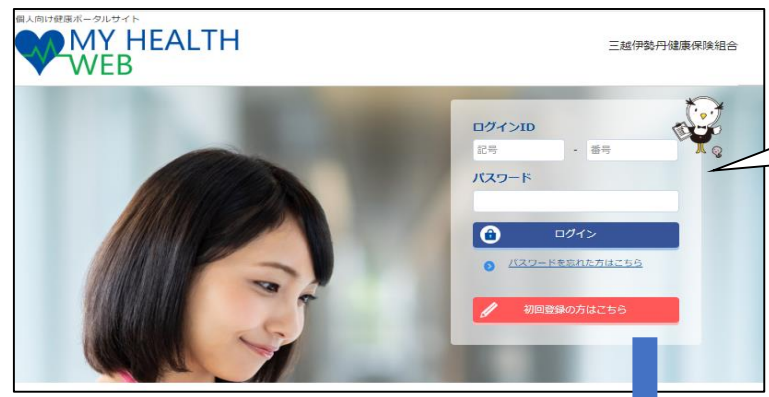 個人向け健康ポータルサイト
MY HEALTH
WEB
三越伊勢丹健康保険組合
ログインID
記号 - 番号
パスワード
ログイン
パスワードを忘れた方はこちら
初回登録の方はこちら